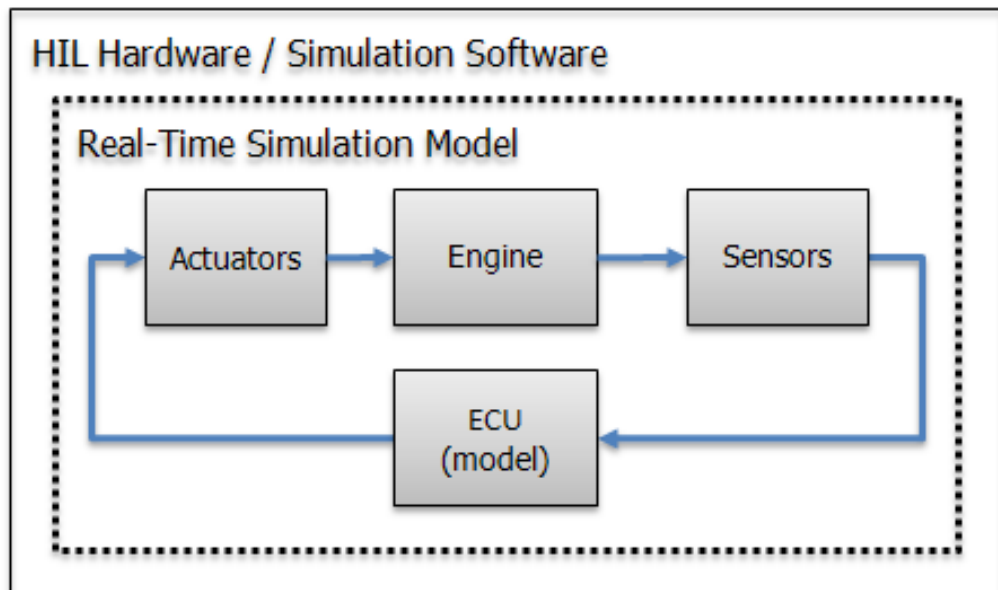 HIL Hardware / Simulation Software
Real-Time Simulation Model
Actuators
Engine
Sensors
ECU
(model)